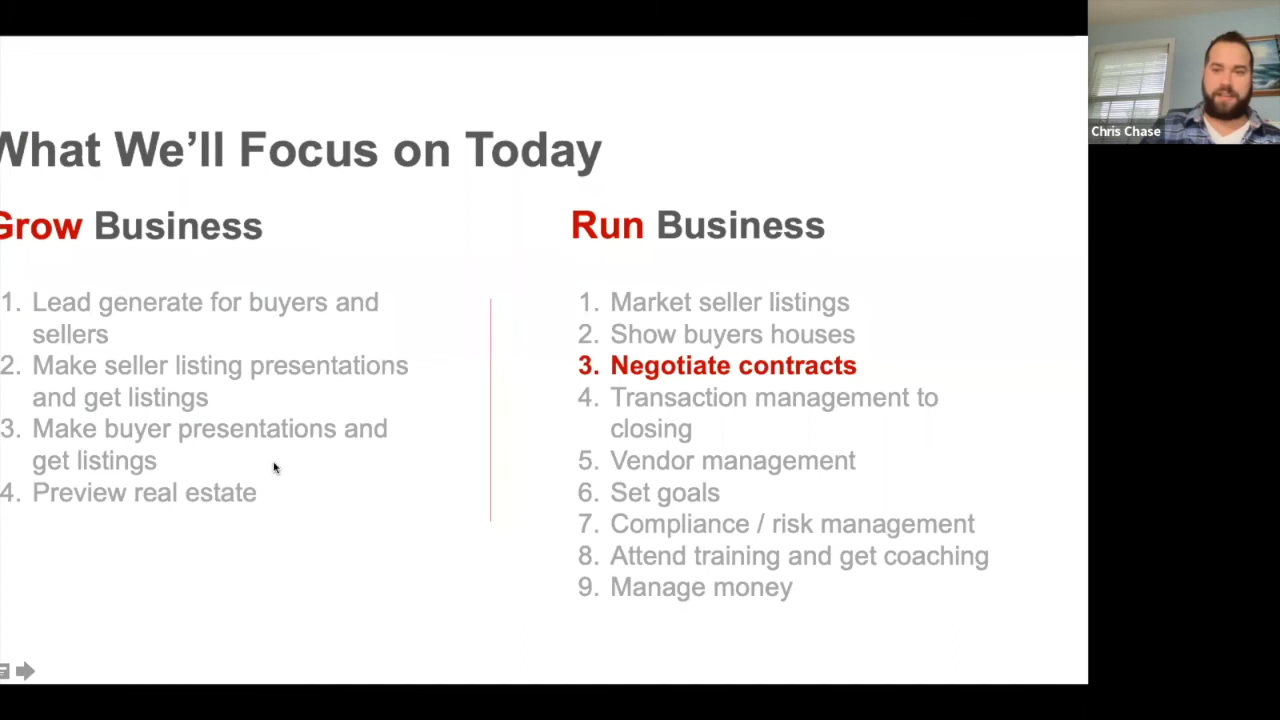 What We'll Focus on Today
Grow Business
1. Lead generate for buyers and
sellers
2. Make seller listing presentations
and get listings
3. Make buyer presentations and
get listings
4. Preview real estate
Run Business
1. Market seller listings
2. Show buyers houses
3. Negotiate contracts
4. Transaction management to
closing
5. Vendor management
6. Set goals
7. Compliance / risk management
8. Attend training and get coaching
9. Manage money
Chris Chase